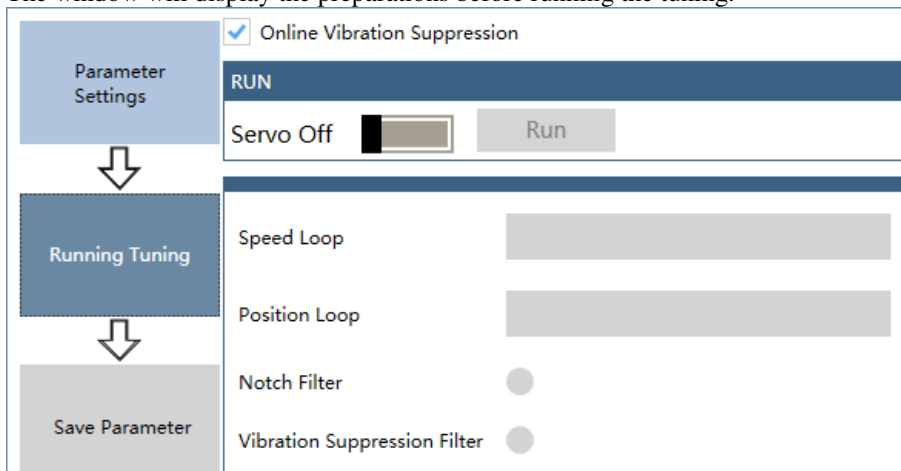 The window will display the preparations before running the tuning.
Online Vibration Suppression
Parameter
Settings
RUN
Servo Off
Run
Running Tuning
Speed Loop
Position Loop
Notch Filter
Save Parameter
Vibration Suppression Filter